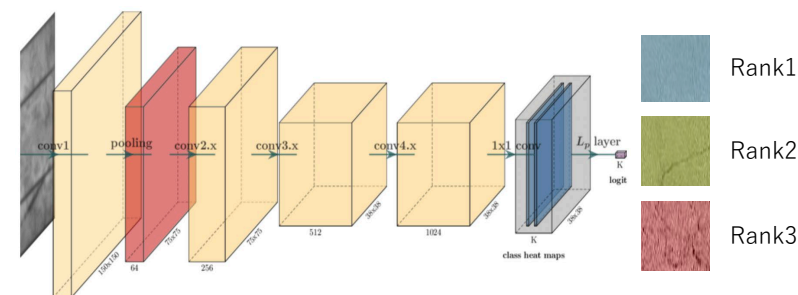 conv1
pooling
conv2.x
conv3.x
conv4.x
1x1 conv
Lp layer
K
logit
150x150
64
75x75
256
75x75
512
38x38
1024
38x38
K
38x38
class heat maps
Rank1
Rank2
Rank3